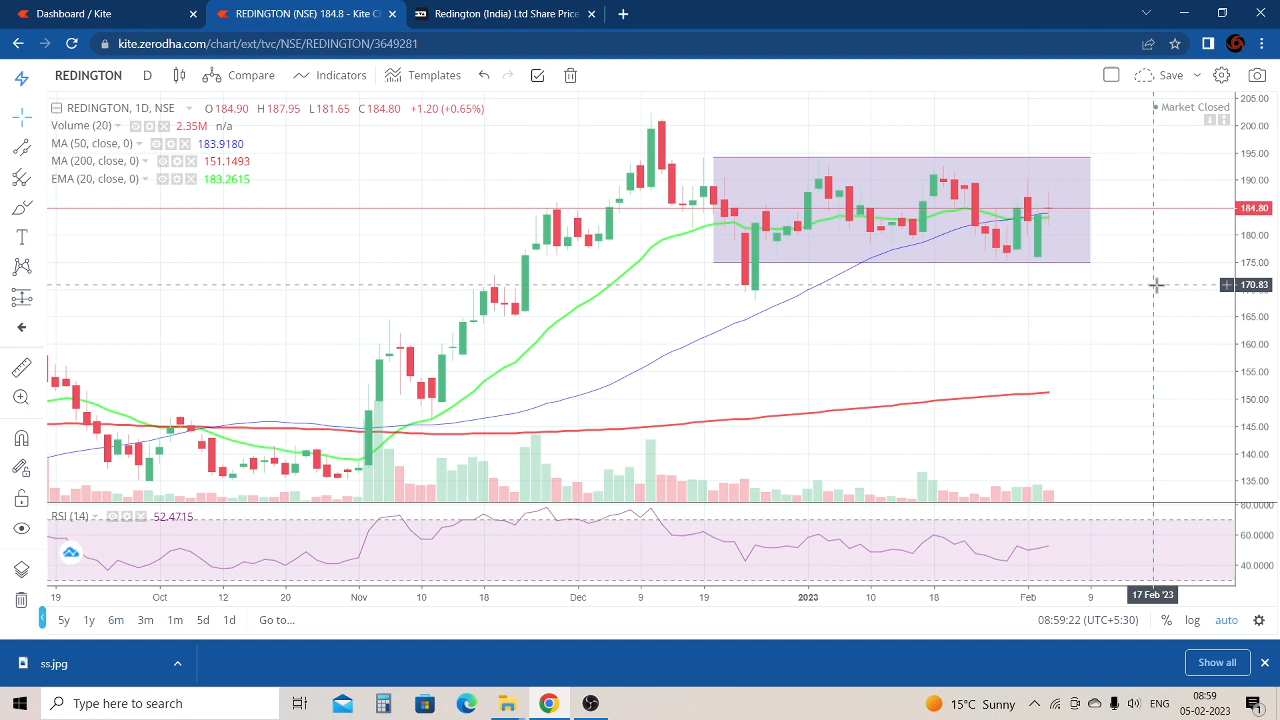 Dashboard / Kite
REDINGTON (NSE) 184.8 - Kite C
Redington (India) Ltd Share Price
kite.zerodha.com/chart/ext/tvc/NSE/REDINGTON/3649281
REDINGTON D Compare Indicators Templates Save
REDINGTON, 1D, NSE O 184.90 H 187.95 L 181.65 C 184.80 +1.20 (+0.65%)
Market Closed
Volume (20) 2.35M n/a
MA (50, close, 0) 183.9180
MA (200, close, 0) 151.1493
EMA (20, close, 0) 183.2615
205.00
200.00
195.00
190.00
184.80
180.00
175.00
170.83
165.00
160.00
155.00
150.00
145.00
140.00
135.00
RSI (14) 52.4715
80.0000
60.0000
40.0000
19 Oct 12 20 Nov 10 18 Dec 9 19 2023 10 18 Feb 9 17 Feb '23
5y 1y 6m 3m 1m 5d 1d Go to... 08:59:22 (UTC+5:30) % log auto
ss.jpg
Show all
Type here to search
15°C Sunny
ENG
08:59
05-02-2023
1